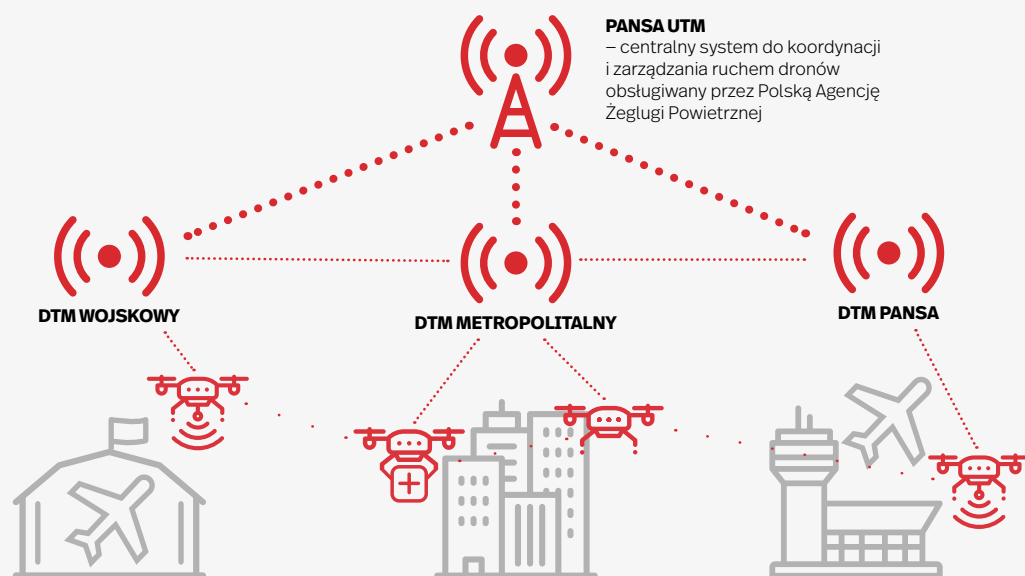 PANSA UTM
– centralny system do koordynacji
i zarządzania ruchem dronów
obsługiwany przez Polską Agencję
Żeglugi Powietrznej
DTM WOJSKOWY
DTM METROPOLITALNY
DTM PANSA